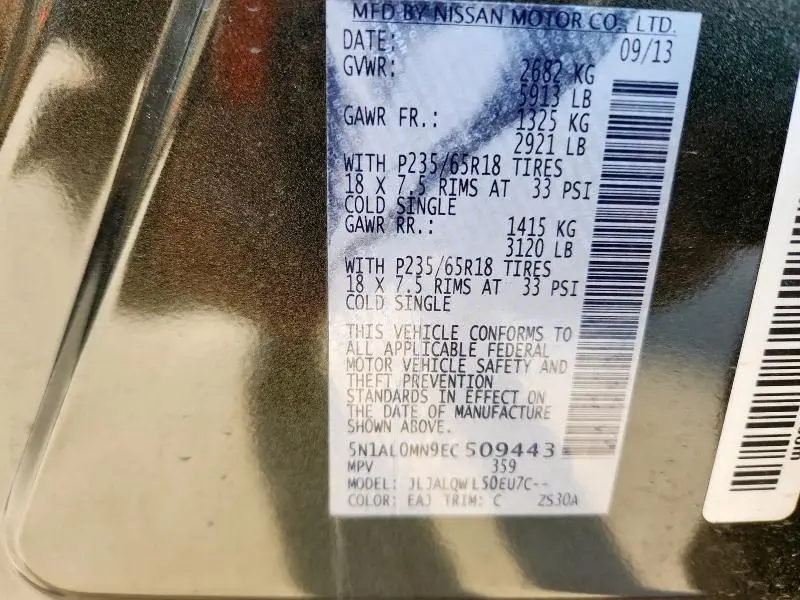 MFD BY NISSAN MOTOR CO., LTD.
DATE: 09/13
GVWR: 2682 KG
5913 LB
GAWR FR.: 1325 KG
2921 LB
WITH P235/65R18 TIRES
18 X 7.5 RIMS AT 33 PSI
COLD SINGLE
GAWR RR.: 1415 KG
3120 LB
WITH P235/65R18 TIRES
18 X 7.5 RIMS AT 33 PSI
COLD SINGLE
THIS VEHICLE CONFORMS TO
ALL APPLICABLE FEDERAL
MOTOR VEHICLE SAFETY AND
THEFT PREVENTION
STANDARDS IN EFFECT ON
THE DATE OF MANUFACTURE
SHOWN ABOVE.
5N1AL0MN9EC 509443
MPV 359
MODEL: JLJALQWL50EU7C--
COLOR: EAJ TRIM: C ZS30A